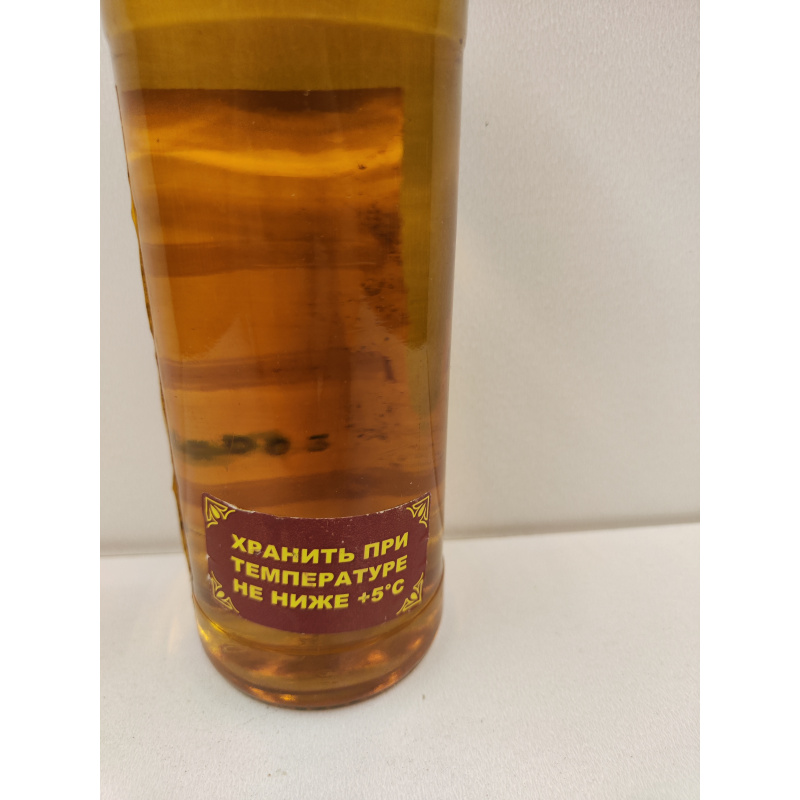 ХРАНИТЬ ПРИ
ТЕМПЕРАТУРЕ
НЕ НИЖЕ +5°С